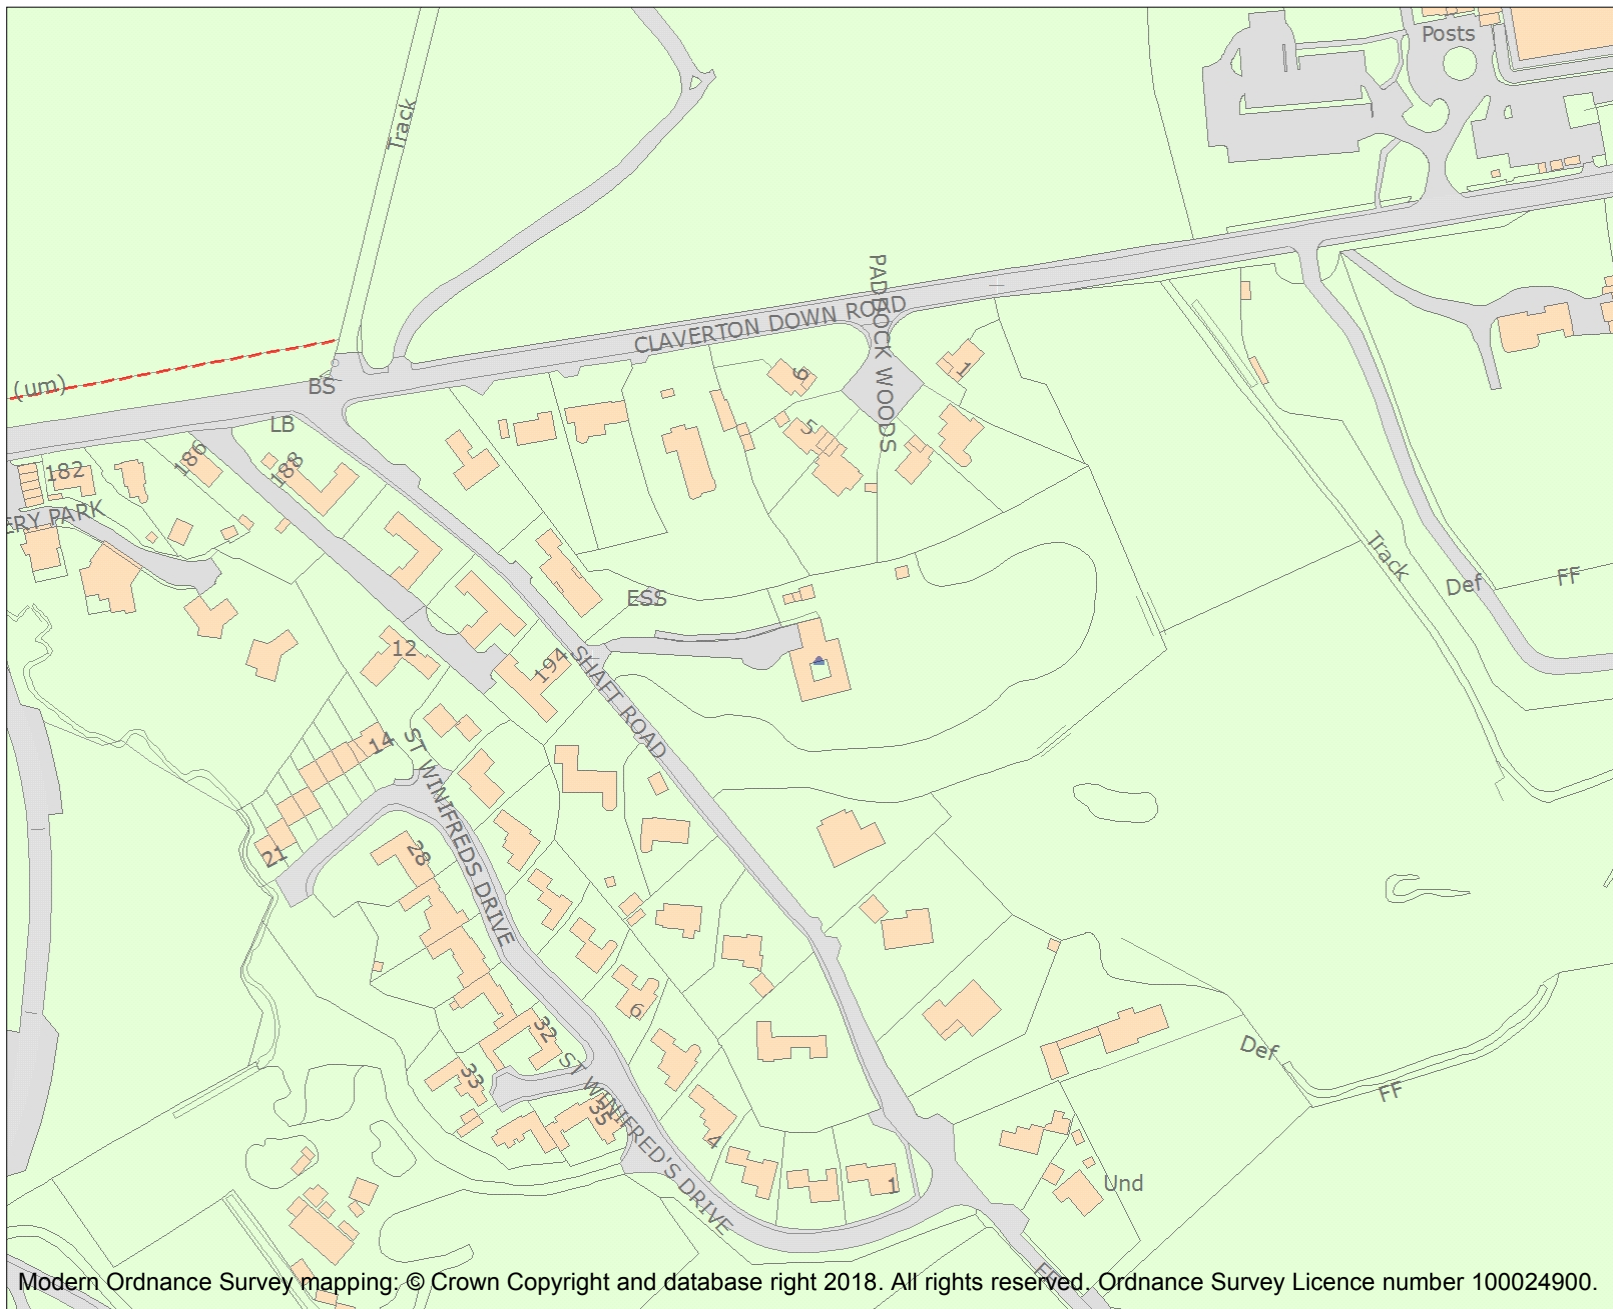 Posts
Track
PADDOCK WOODS
CLAVERTON DOWN ROAD
(um)
BS
LB
9
1
5
182
186
188
ERY PARK
Track
Def
FF
ESS
12
194
SHAFT ROAD
14
ST WINIFREDS DRIVE
21
28
6
32
33
35
ST WINIFRED'S DRIVE
4
1
Def
FF
Und
Modern Ordnance Survey mapping: © Crown Copyright and database right 2018. All rights reserved. Ordnance Survey Licence number 100024900.